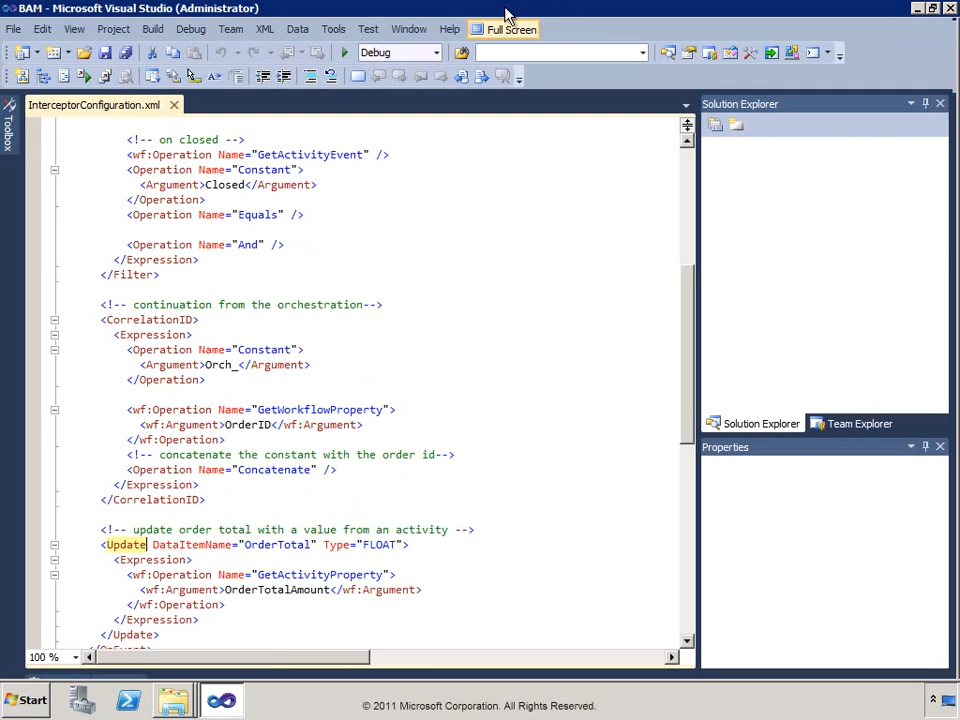 BAM - Microsoft Visual Studio (Administrator)
File Edit View Project Build Debug Team XML Data Tools Test Window Help Full Screen
Debug
InterceptorConfiguration.xml
Solution Explorer
Toolbox
<!-- on closed -->
<wf:Operation Name="GetActivityEvent" />
<Operation Name="Constant">
<Argument>Closed</Argument>
</Operation>
<Operation Name="Equals" />
<Operation Name="And" />
</Expression>
</Filter>
<!-- continuation from the orchestration-->
<CorrelationID>
<Expression>
<Operation Name="Constant">
<Argument>Orch_</Argument>
</Operation>
<wf:Operation Name="GetWorkflowProperty">
<wf:Argument>OrderID</wf:Argument>
</wf:Operation>
<!-- concatenate the constant with the order id-->
<Operation Name="Concatenate" />
</Expression>
</CorrelationID>
<!-- update order total with a value from an activity -->
<Update DataItemName="OrderTotal" Type="FLOAT">
<Expression>
<wf:Operation Name="GetActivityProperty">
<wf:Argument>OrderTotalAmount</wf:Argument>
</wf:Operation>
</Expression>
</Update>
</OnEvent>
Solution Explorer Team Explorer
Properties
100 %
Start
© 2011 Microsoft Corporation. All Rights Reserved.